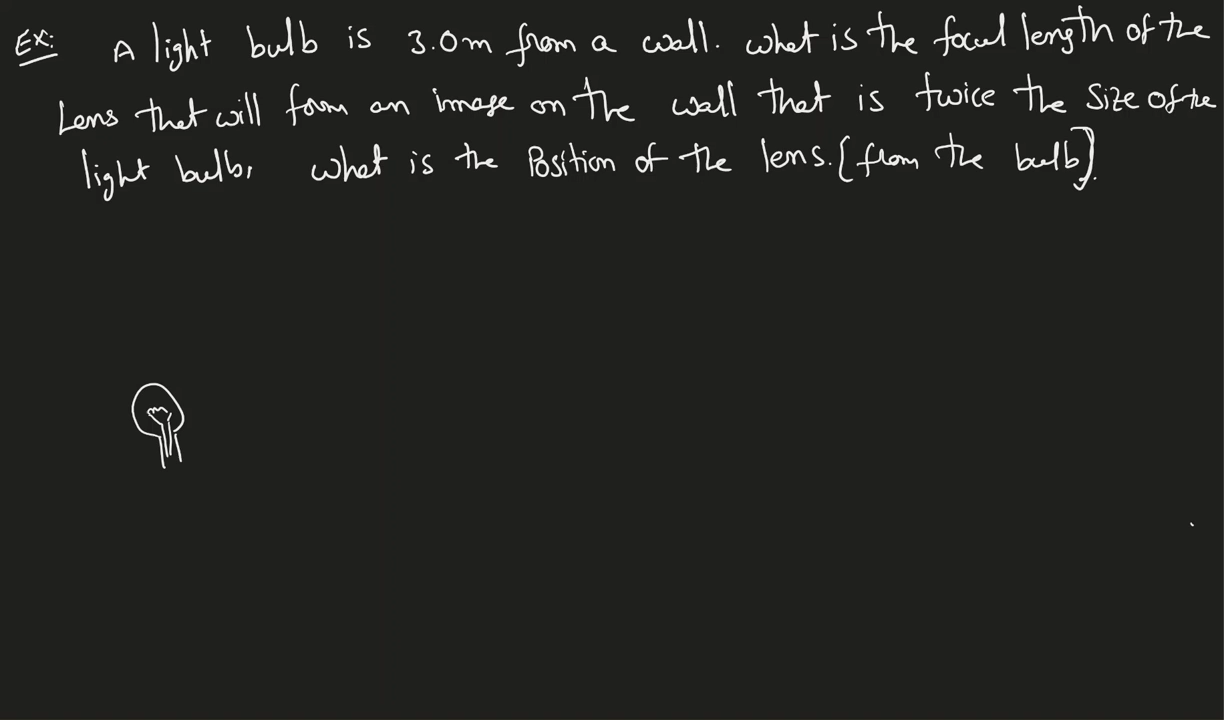 Ex: A light bulb is 3.0m from a wall. what is the focal length of the
Lens that will form an image on the wall that is twice the Size of the
light bulb, what is the Position of the lens. [from the bulb].